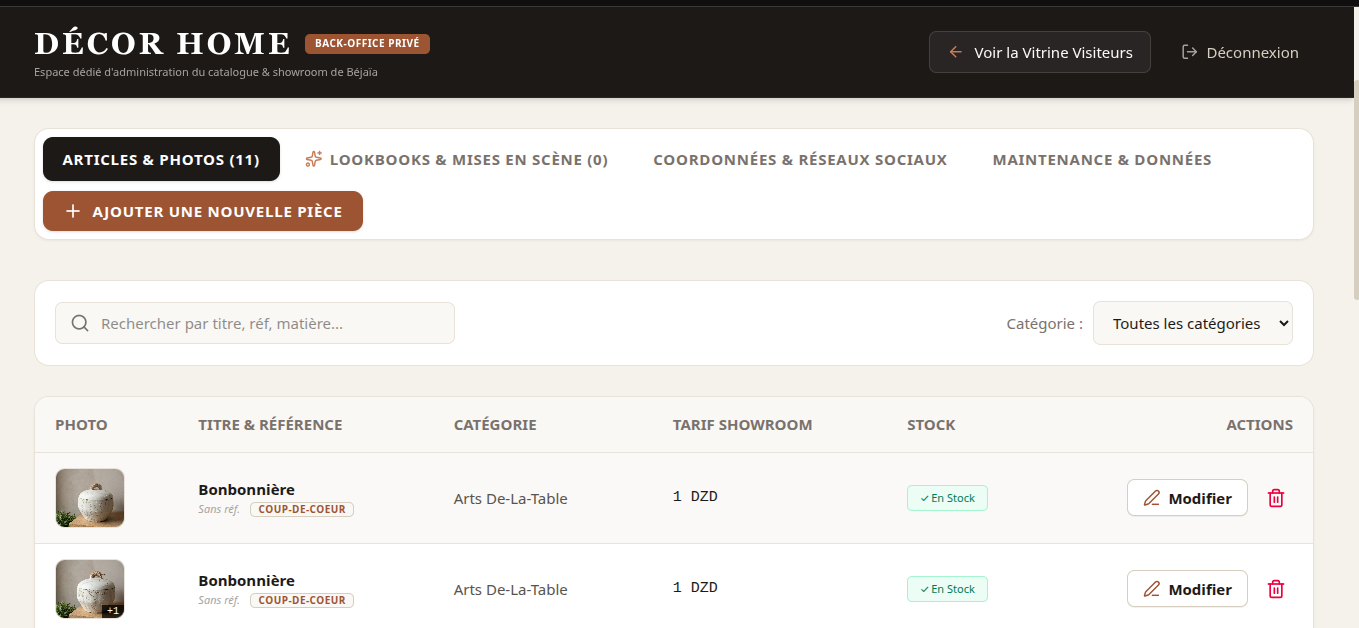 DÉCOR HOME BACK-OFFICE PRIVÉ
Espace dédié d'administration du catalogue & showroom de Béjaïa
Voir la Vitrine Visiteurs
Déconnexion
ARTICLES & PHOTOS (11)
LOOKBOOKS & MISES EN SCÈNE (0)
COORDONNÉES & RÉSEAUX SOCIAUX
MAINTENANCE & DONNÉES
AJOUTER UNE NOUVELLE PIÈCE
Rechercher par titre, réf, matière...
Catégorie : Toutes les catégories
PHOTO TITRE & RÉFÉRENCE CATÉGORIE TARIF SHOWROOM STOCK ACTIONS
Bonbonnière
Sans réf. COUP-DE-COEUR
Arts De-La-Table
1 DZD
En Stock
Modifier
+1
Bonbonnière
Sans réf. COUP-DE-COEUR
Arts De-La-Table
1 DZD
En Stock
Modifier